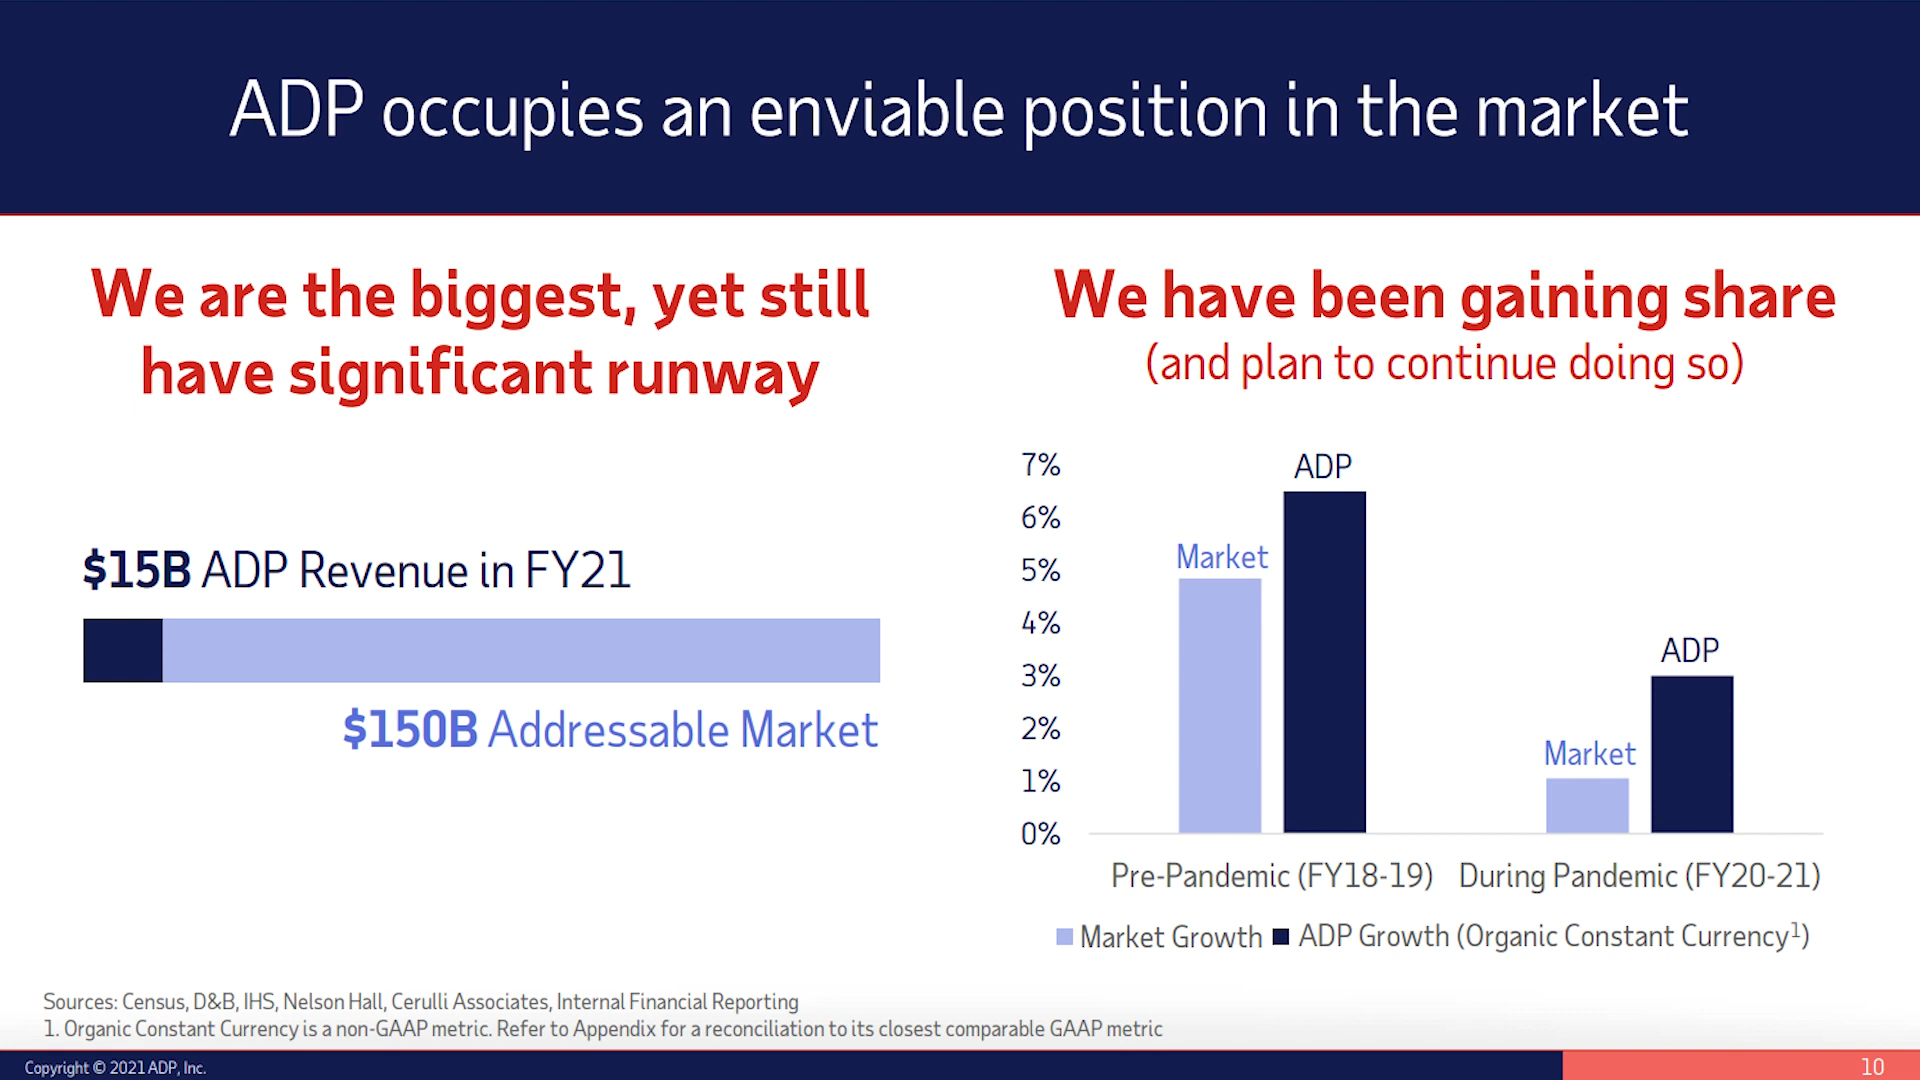 ADP occupies an enviable position in the market
We are the biggest, yet still
have significant runway
$15B ADP Revenue in FY21
$150B Addressable Market
We have been gaining share
(and plan to continue doing so)
7%
6%
5%
4%
3%
2%
1%
0%
Market
ADP
Market
ADP
Pre-Pandemic (FY18-19)
During Pandemic (FY20-21)
Market Growth
ADP Growth (Organic Constant Currency¹)
Sources: Census, D&B, IHS, Nelson Hall, Cerulli Associates, Internal Financial Reporting
1. Organic Constant Currency is a non-GAAP metric. Refer to Appendix for a reconciliation to its closest comparable GAAP metric
Copyright © 2021 ADP, Inc.
10